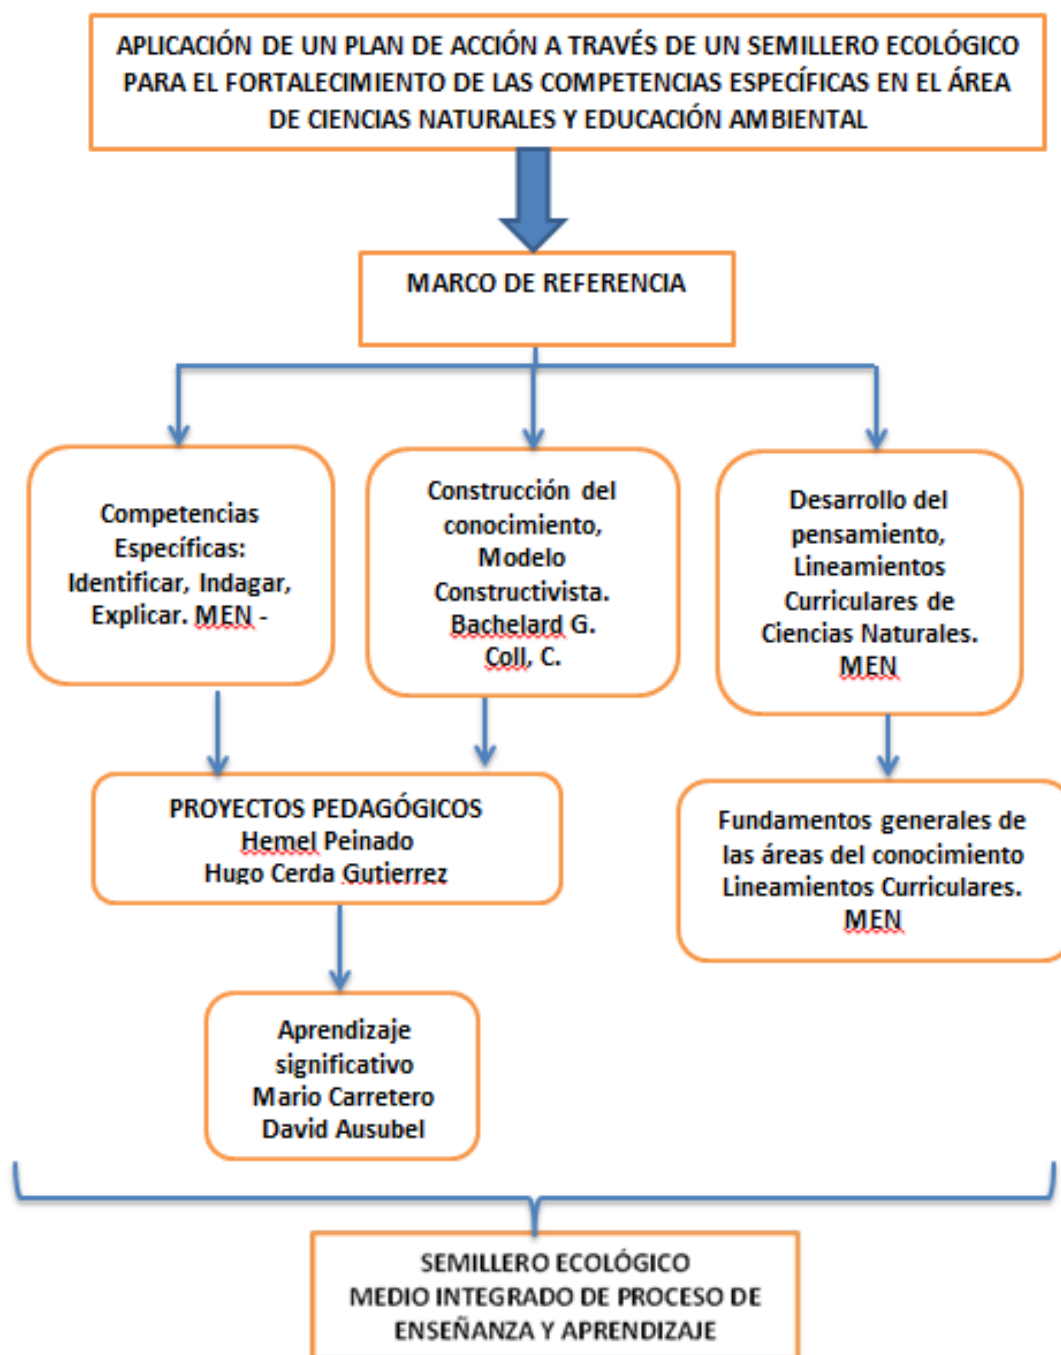 APLICACIÓN DE UN PLAN DE ACCIÓN A TRAVÉS DE UN SEMILLERO ECOLÓGICO
PARA EL FORTALECIMIENTO DE LAS COMPETENCIAS ESPECÍFICAS EN EL ÁREA
DE CIENCIAS NATURALES Y EDUCACIÓN AMBIENTAL
MARCO DE REFERENCIA
Competencias
Específicas:
Identificar, Indagar,
Explicar. MEN -
Construcción del
conocimiento,
Modelo
Constructivista.
Bachelard G.
Coll, C.
Desarrollo del
pensamiento,
Lineamientos
Curriculares de
Ciencias Naturales.
MEN
PROYECTOS PEDAGÓGICOS
Hemel Peinado
Hugo Cerda Gutierrez
Fundamentos generales de
las áreas del conocimiento
Lineamientos Curriculares.
MEN
Aprendizaje
significativo
Mario Carretero
David Ausubel
SEMILLERO ECOLÓGICO
MEDIO INTEGRADO DE PROCESO DE
ENSEÑANZA Y APRENDIZAJE